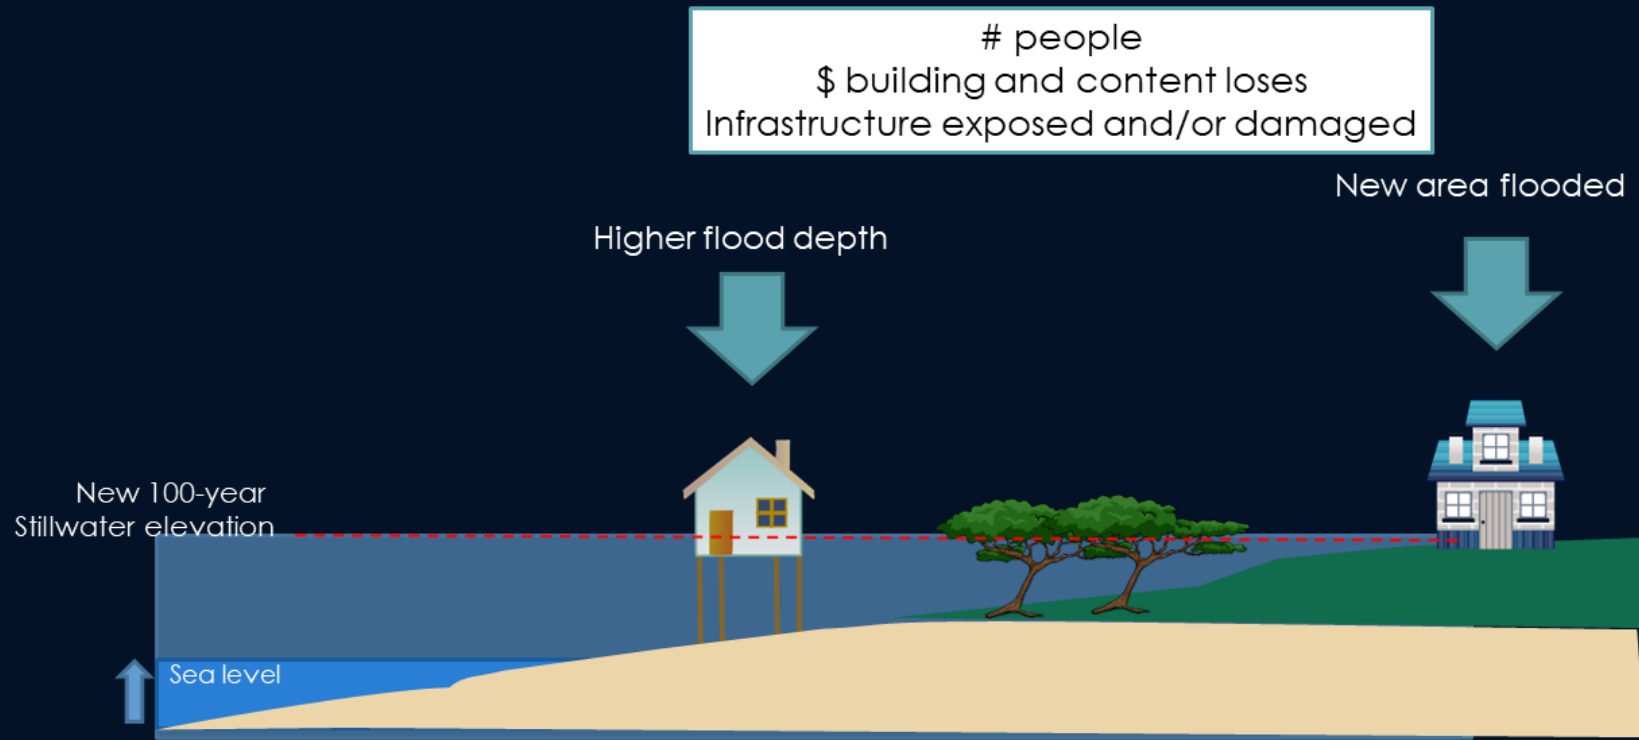 # people
$ building and content loses
Infrastructure exposed and/or damaged
New area flooded
Higher flood depth
New 100-year
Stillwater elevation
Sea level